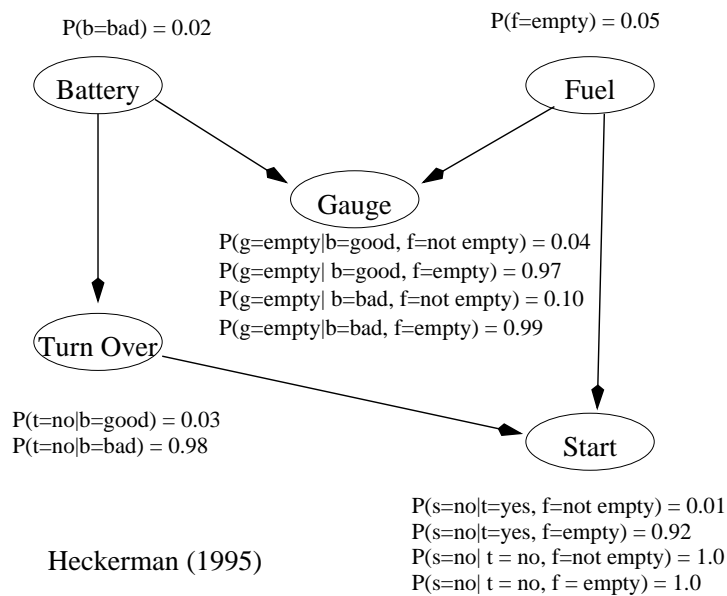 P(b=bad) = 0.02
P(f=empty) = 0.05
Battery
Fuel
Gauge
P(g=empty|b=good, f=not empty) = 0.04
P(g=empty| b=good, f=empty) = 0.97
P(g=empty| b=bad, f=not empty) = 0.10
P(g=empty|b=bad, f=empty) = 0.99
Turn Over
P(t=no|b=good) = 0.03
P(t=no|b=bad) = 0.98
Start
P(s=no|t=yes, f=not empty) = 0.01
P(s=no|t=yes, f=empty) = 0.92
P(s=no| t = no, f=not empty) = 1.0
P(s=no| t = no, f = empty) = 1.0
Heckerman (1995)